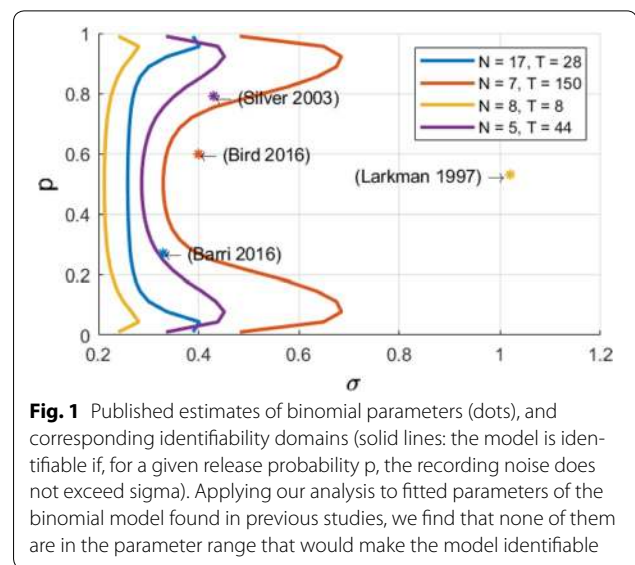 1
0.8
0.6
0.4
0.2
0
p
0.2
0.4
0.6
0.8
1
1.2
σ
N = 17, T = 28
N = 7, T = 150
N = 8, T = 8
N = 5, T = 44
(Silver 2003)
(Bird 2016)
(Larkman 1997)
(Barri 2016)
Fig. 1 Published estimates of binomial parameters (dots), and
corresponding identifiability domains (solid lines: the model is iden-
tifiable if, for a given release probability p, the recording noise does
not exceed sigma). Applying our analysis to fitted parameters of the
binomial model found in previous studies, we find that none of them
are in the parameter range that would make the model identifiable